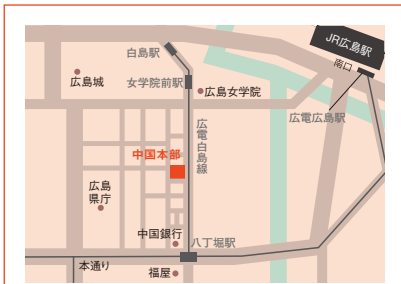 JR広島駅
南口
白島駅
広島城
女学院前駅
広島女学院
広電広島駅
広電白島線
中国本部
広島
県庁
中国銀行
八丁堀駅
本通り
福屋